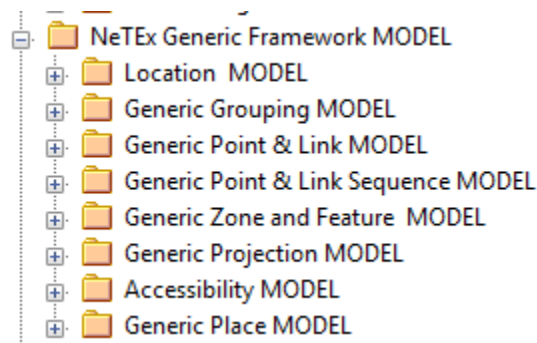 NeTEx Generic Framework MODEL
Location MODEL
Generic Grouping MODEL
Generic Point & Link MODEL
Generic Point & Link Sequence MODEL
Generic Zone and Feature MODEL
Generic Projection MODEL
Accessibility MODEL
Generic Place MODEL